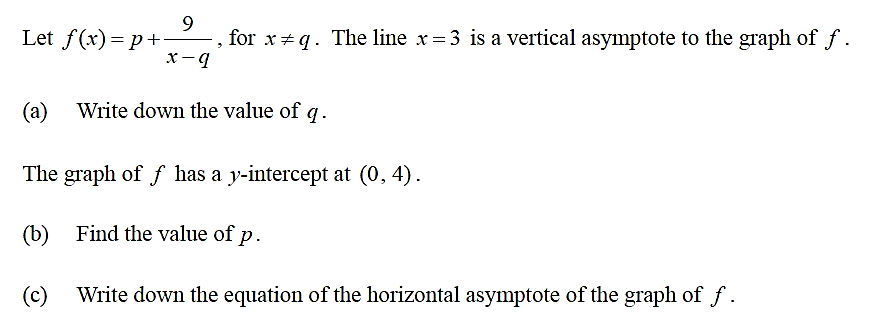 Let f(x) = p + 9/(x − q), for x ≠ q. The line x = 3 is a vertical asymptote to the graph of f.
(a) Write down the value of q.
The graph of f has a y-intercept at (0, 4).
(b) Find the value of p.
(c) Write down the equation of the horizontal asymptote of the graph of f.